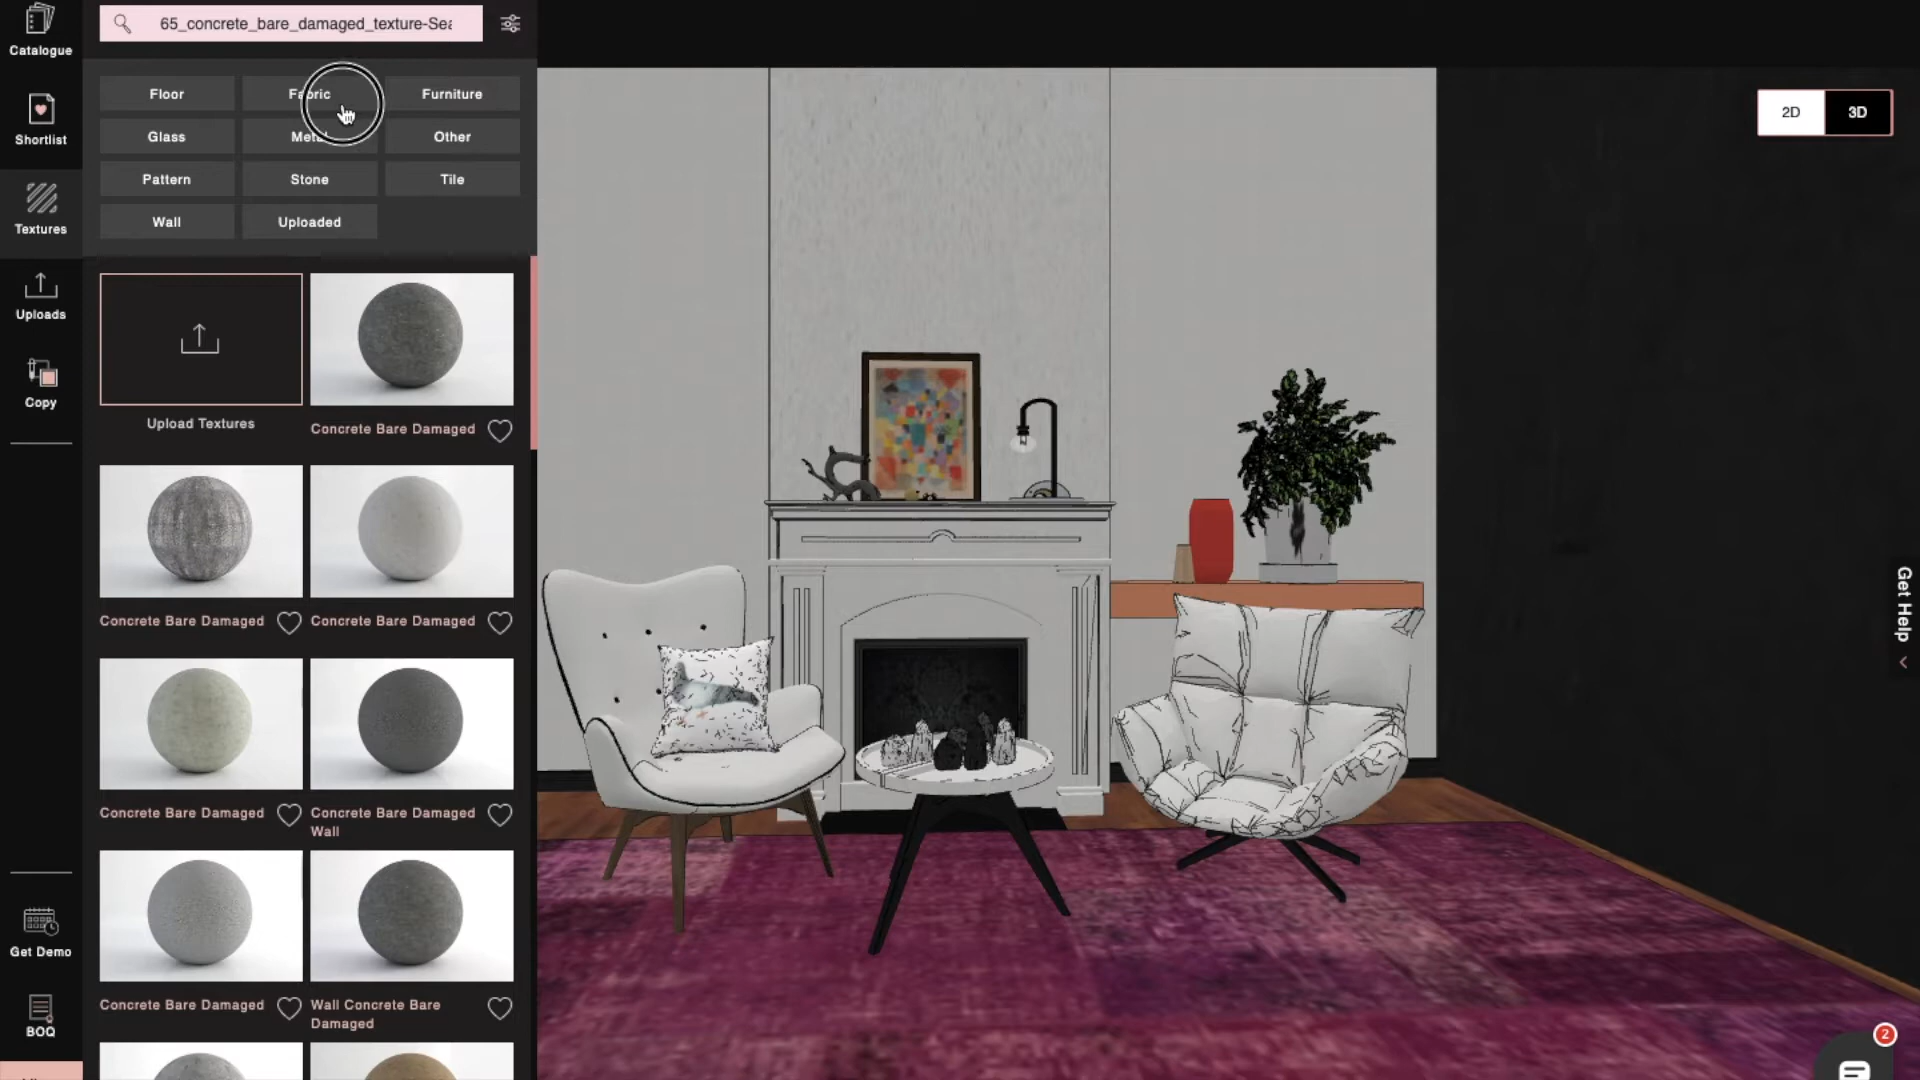 Catalogue
Shortlist
Textures
Uploads
Copy
Get Demo
BOQ
65_concrete_bare_damaged_texture-Sea
Floor
Fabric
Furniture
Glass
Metal
Other
Pattern
Stone
Tile
Wall
Uploaded
Upload Textures
Concrete Bare Damaged
Concrete Bare Damaged
Concrete Bare Damaged
Concrete Bare Damaged
Concrete Bare Damaged
Wall
Concrete Bare Damaged
Wall Concrete Bare
Damaged
2D
3D
Get Help
2